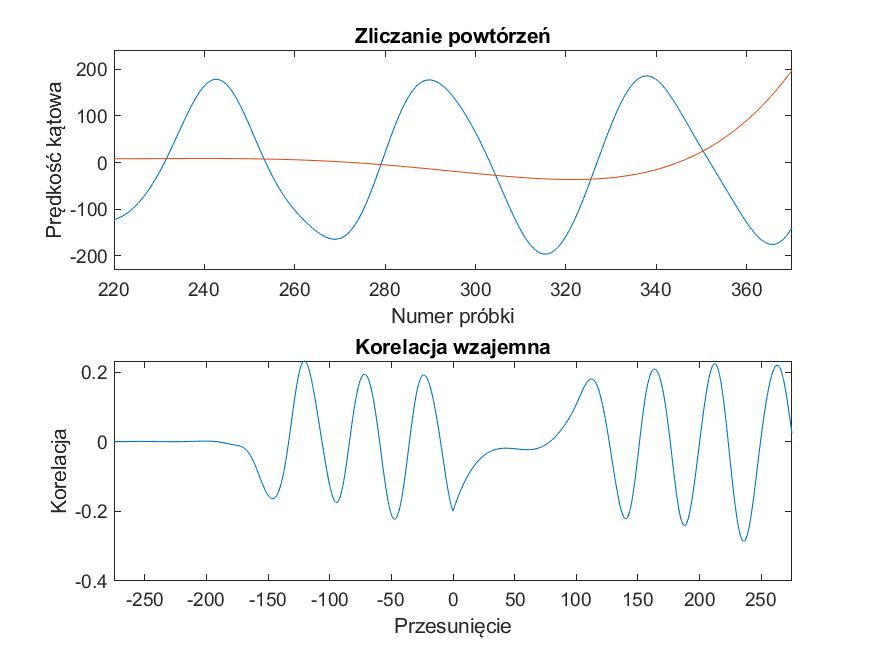 Zliczanie powtórzeń
200
100
0
-100
-200
Prędkość kątowa
220 240 260 280 300 320 340 360
Numer próbki
Korelacja wzajemna
0.2
0
-0.2
-0.4
Korelacja
-250 -200 -150 -100 -50 0 50 100 150 200 250
Przesunięcie